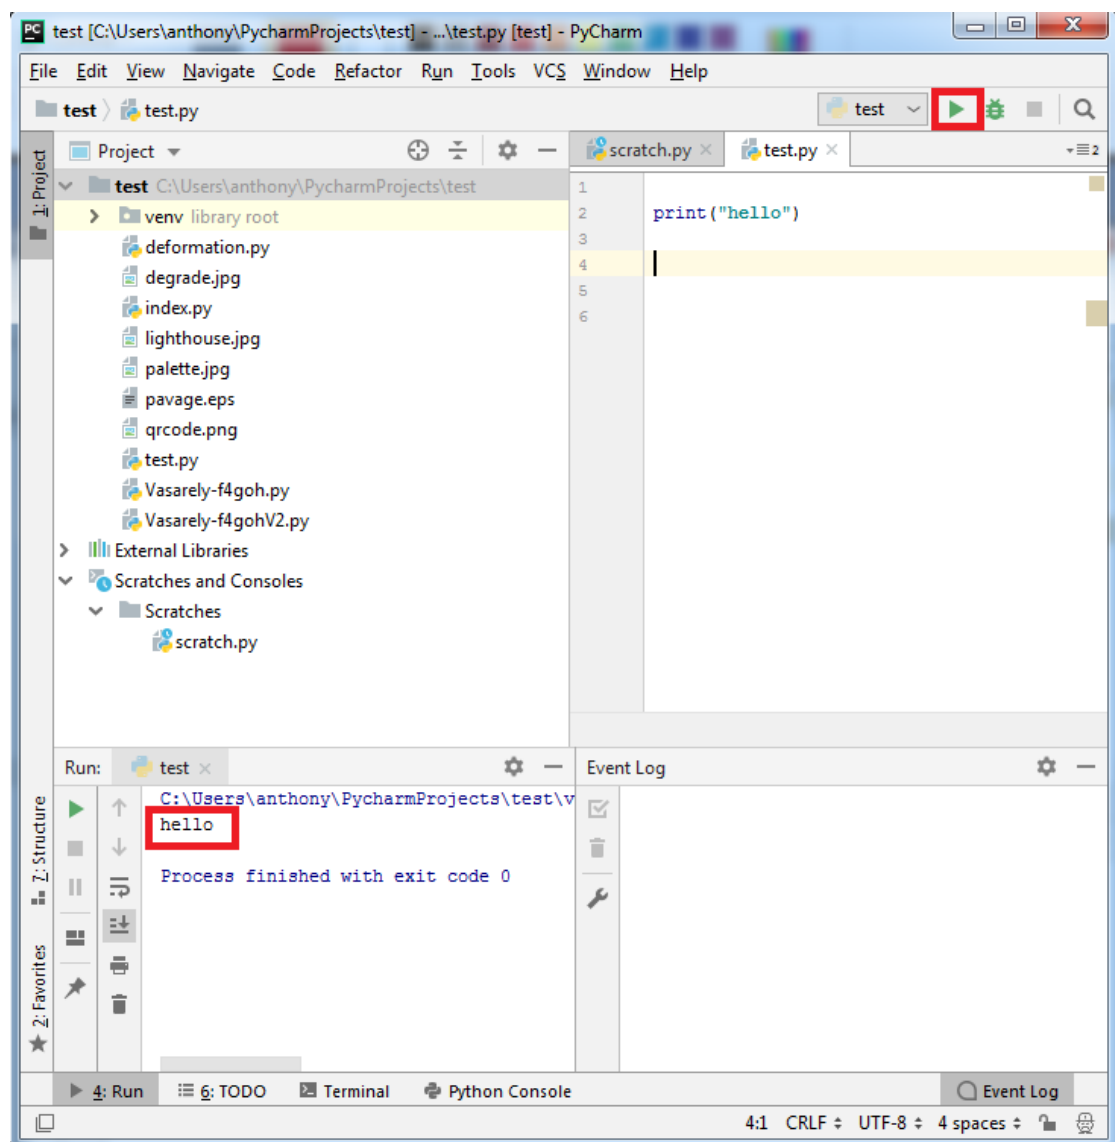 PC test [C:\Users\anthony\PycharmProjects\test] - ...\test.py [test] - PyCharm
File Edit View Navigate Code Refactor Run Tools VCS Window Help
test test.py test
1: Project
Project
scratch.py test.py 2
test C:\Users\anthony\PycharmProjects\test
venv library root
deformation.py
degrade.jpg
index.py
lighthouse.jpg
palette.jpg
pavage.eps
qrcode.png
test.py
Vasarely-f4goh.py
Vasarely-f4gohV2.py
External Libraries
Scratches and Consoles
Scratches
scratch.py
1
2 print("hello")
3
4
5
6
Run: test
C:\Users\anthony\PycharmProjects\test\v
hello
Process finished with exit code 0
Event Log
7: Structure
2: Favorites
4: Run 6: TODO Terminal Python Console Event Log
4:1 CRLF UTF-8 4 spaces